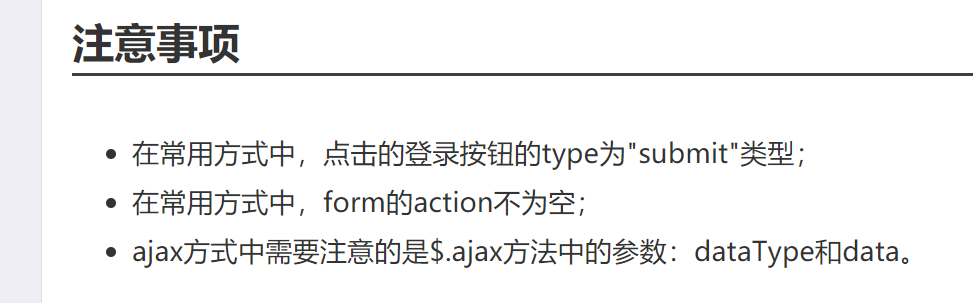 注意事项
在常用方式中，点击的登录按钮的type为"submit"类型；
在常用方式中，form的action不为空；
ajax方式中需要注意的是$.ajax方法中的参数：dataType和data。